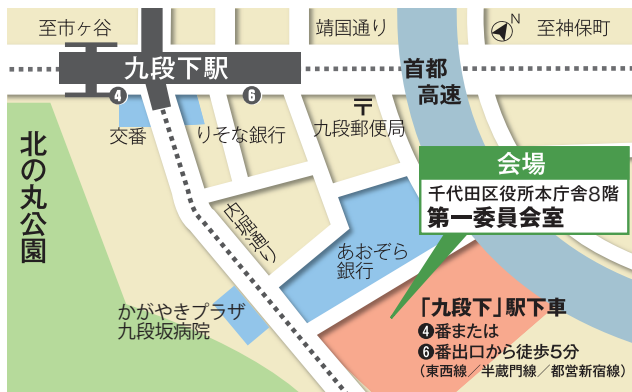 至市ヶ谷
靖国通り
N
至神保町
九段下駅
首都
高速
4
6
交番
りそな銀行
〒
九段郵便局
北の丸公園
会場
千代田区役所本庁舎8階
第一委員会室
内堀通り
あおぞら
銀行
かがやきプラザ
九段坂病院
「九段下」駅下車
4番または
6番出口から徒歩5分
(東西線／半蔵門線／都営新宿線)